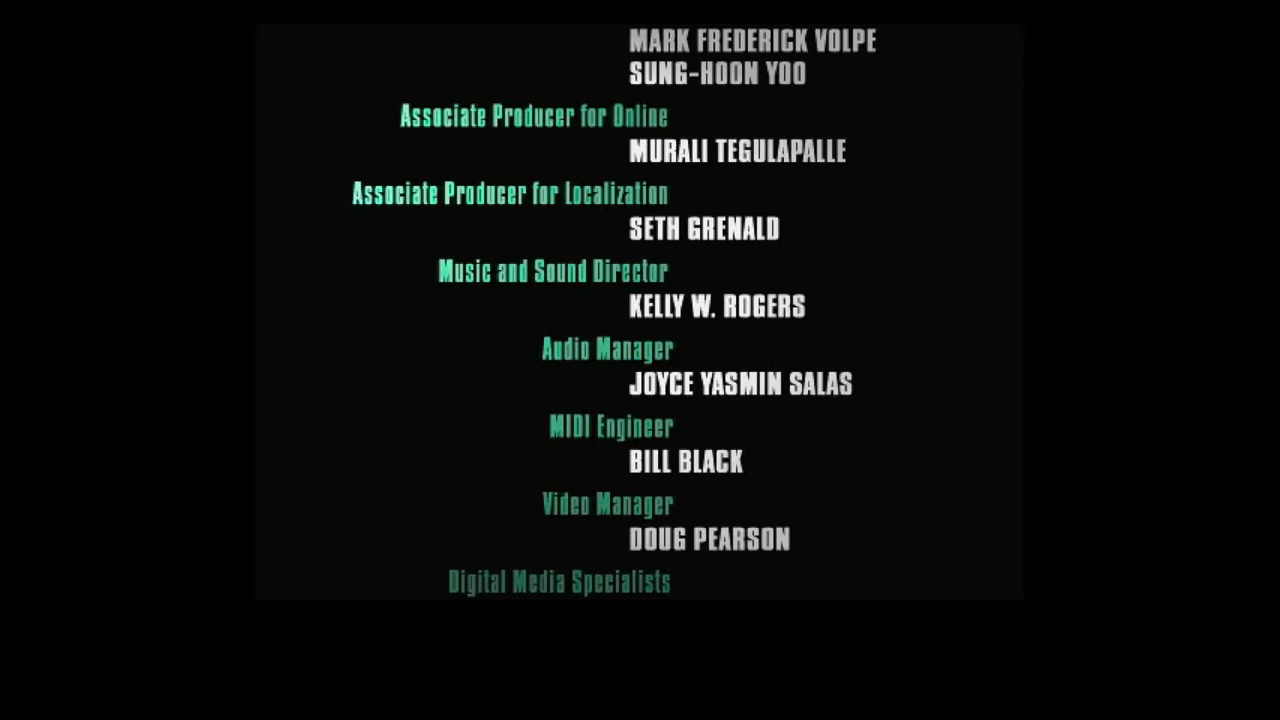 MARK FREDERICK VOLPE
SUNG-HOON YOO
Associate Producer for Online
MURALI TEGULAPALLE
Associate Producer for Localization
SETH GRENALD
Music and Sound Director
KELLY W. ROGERS
Audio Manager
JOYCE YASMIN SALAS
MIDI Engineer
BILL BLACK
Video Manager
DOUG PEARSON
Digital Media Specialists